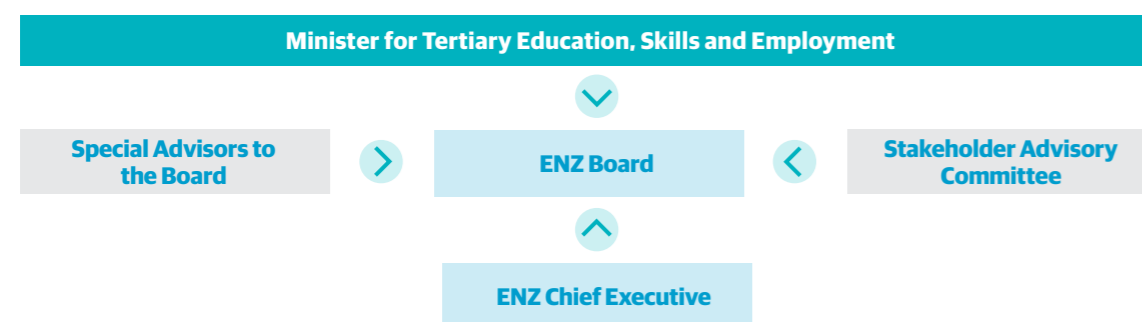 Minister for Tertiary Education, Skills and Employment
Special Advisors to
the Board
ENZ Board
Stakeholder Advisory
Committee
ENZ Chief Executive